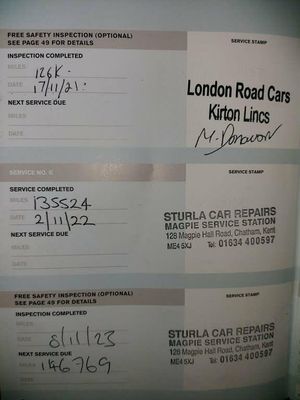 FREE SAFETY INSPECTION (OPTIONAL)
SEE PAGE 49 FOR DETAILS
SERVICE STAMP
INSPECTION COMPLETED
MILES 126K.
DATE 17/11/21.
NEXT SERVICE DUE
MILES
DATE
London Road Cars
Kirton Lincs
M. Donovon
SERVICE NO. 6
SERVICE STAMP
SERVICE COMPLETED
MILES 135524
DATE 2/11/22
NEXT SERVICE DUE
MILES
DATE
STURLA CAR REPAIRS
MAGPIE SERVICE STATION
128 Magpie Hall Road, Chatham, Kent
ME4 5XJ Tel: 01634 400597
FREE SAFETY INSPECTION (OPTIONAL)
SEE PAGE 49 FOR DETAILS
SERVICE STAMP
INSPECTION COMPLETED
MILES
DATE 8/11/23
NEXT SERVICE DUE
MILES 146769
DATE
STURLA CAR REPAIRS
MAGPIE SERVICE STATION
128 Magpie Hall Road, Chatham, Kent
ME4 5XJ Tel: 01634 400597